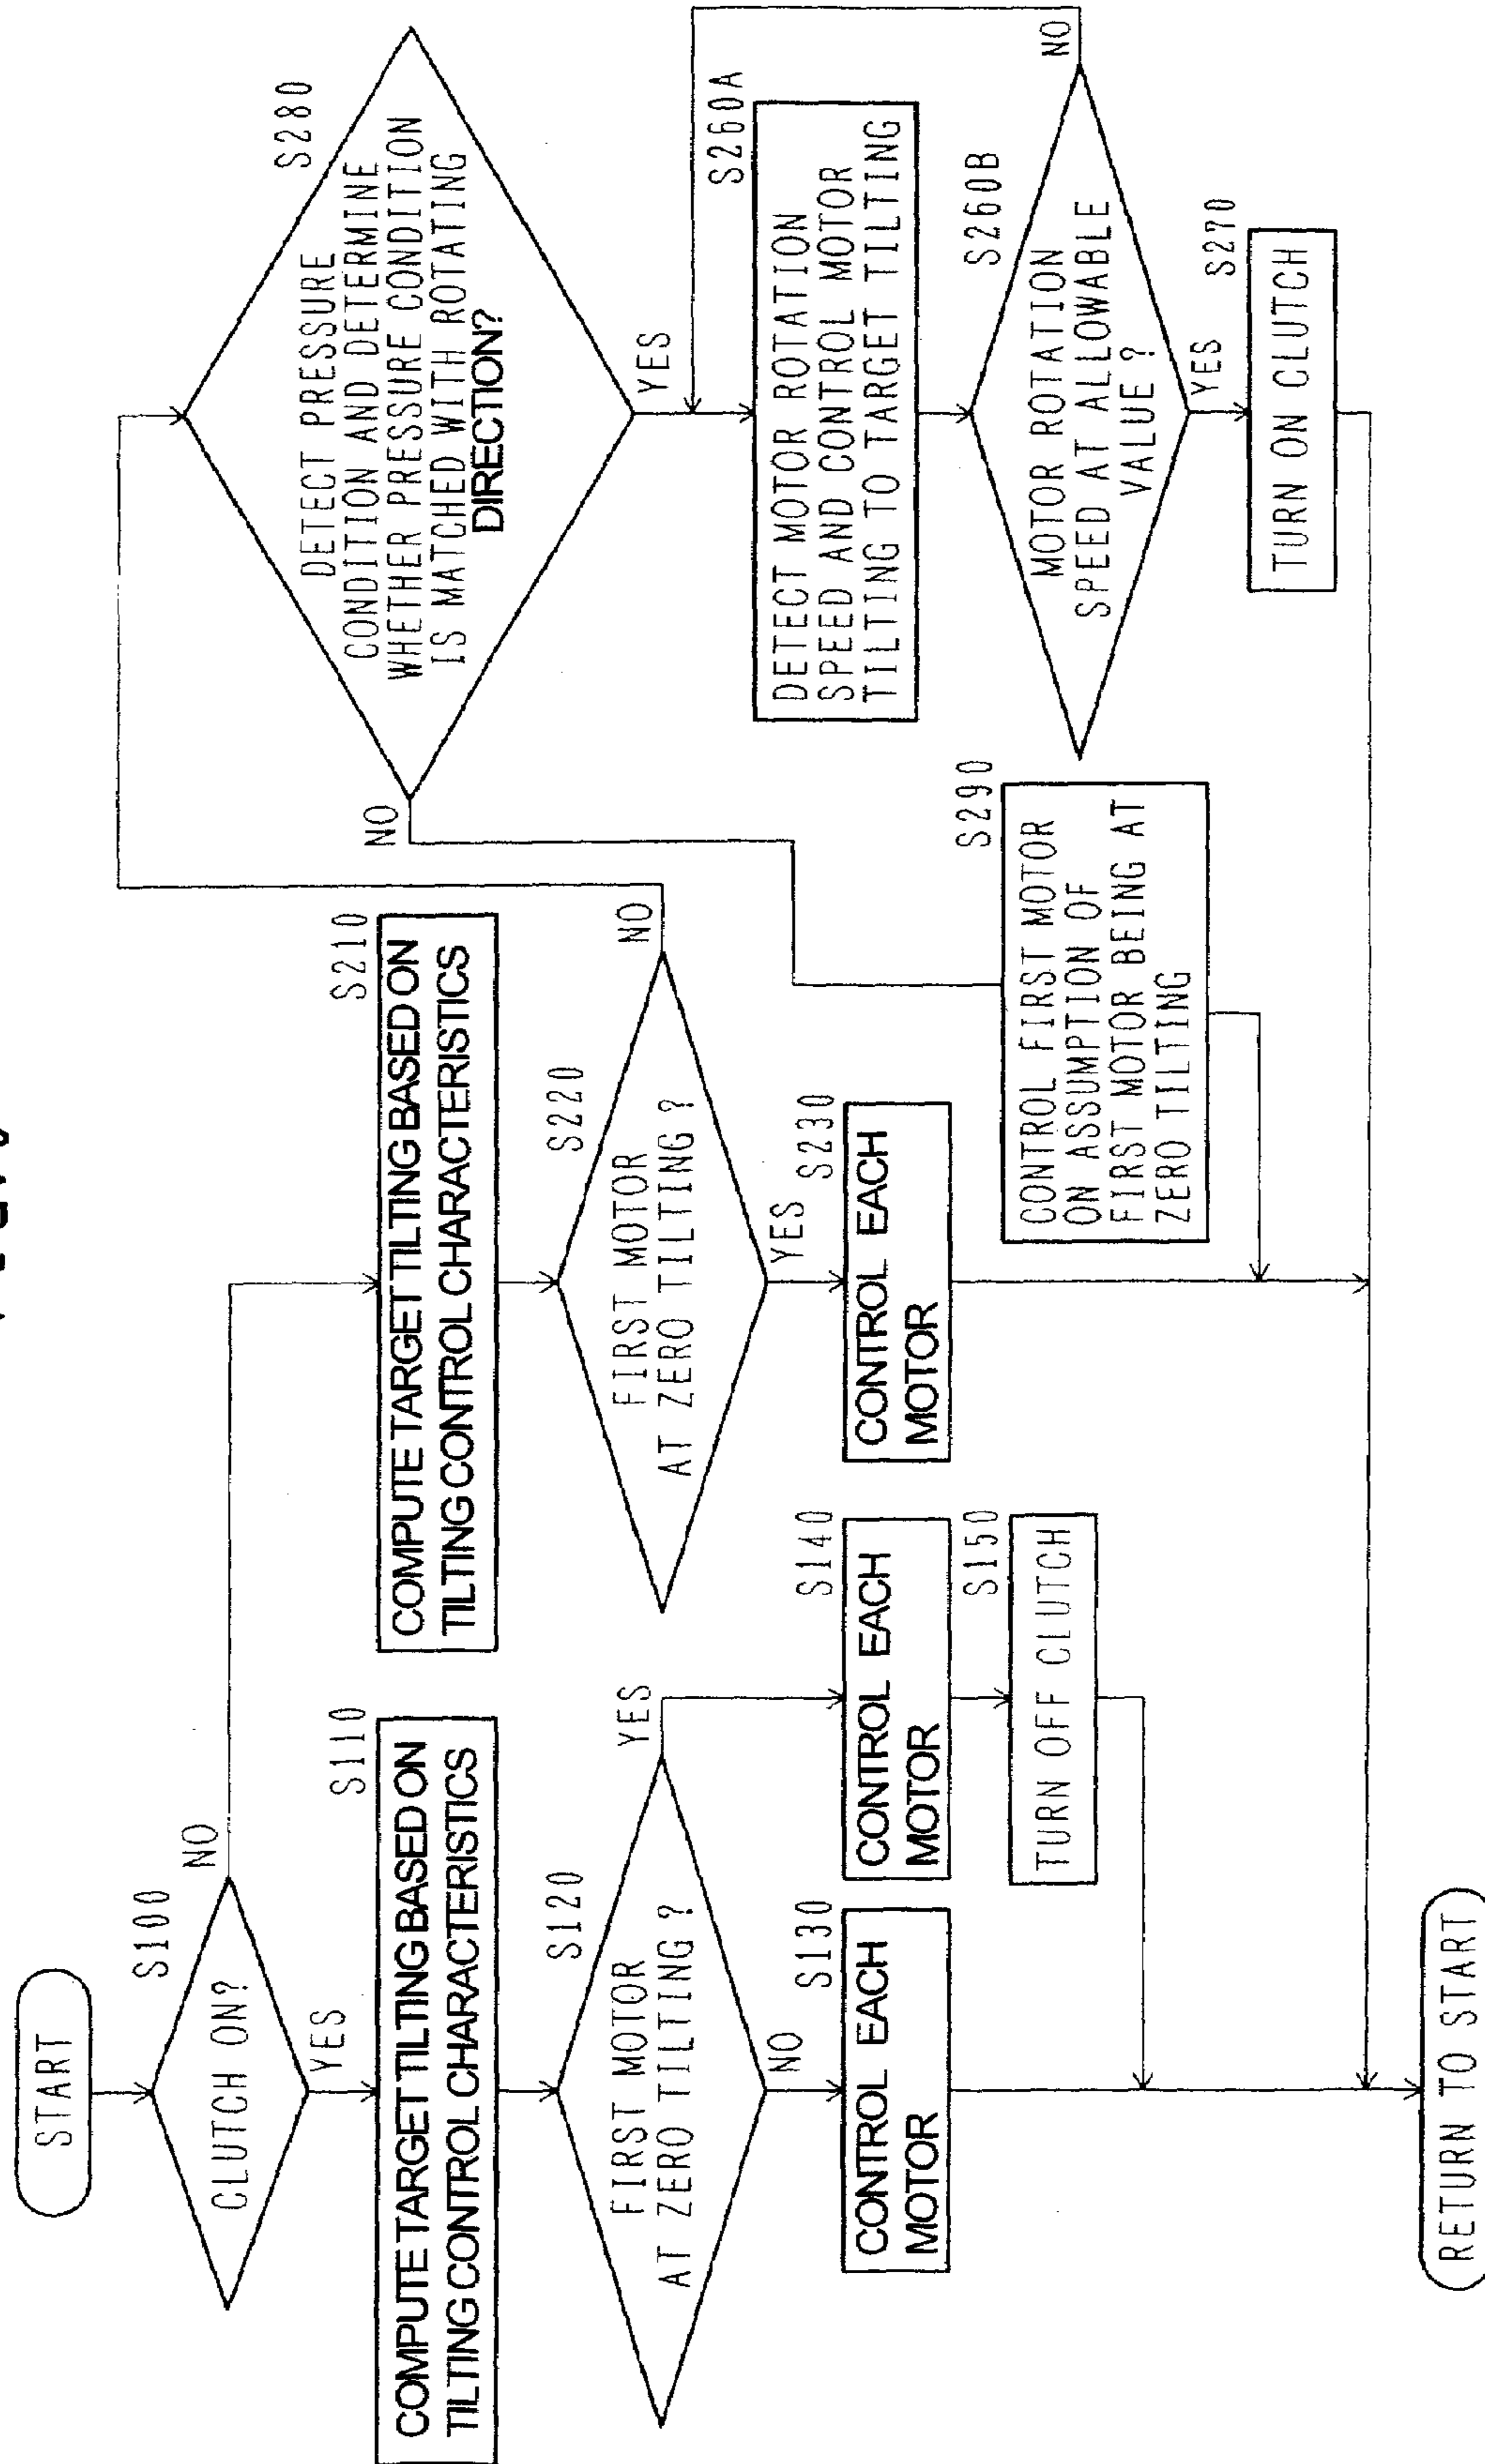 START
S100
CLUTCH ON?
NO
YES
S110
COMPUTE TARGET TILTING BASED ON
TILTING CONTROL CHARACTERISTICS
S120
FIRST MOTOR
AT ZERO TILTING ?
YES
NO
S130
CONTROL EACH
MOTOR
S140
CONTROL EACH
MOTOR
S150
TURN OFF CLUTCH
S210
COMPUTE TARGET TILTING BASED ON
TILTING CONTROL CHARACTERISTICS
S220
FIRST MOTOR
AT ZERO TILTING ?
NO
YES
S230
CONTROL EACH
MOTOR
S280
DETECT PRESSURE
CONDITION AND DETERMINE
WHETHER PRESSURE CONDITION
IS MATCHED WITH ROTATING
DIRECTION?
NO
YES
S290
CONTROL FIRST MOTOR
ON ASSUMPTION OF
FIRST MOTOR BEING AT
ZERO TILTING
S260A
DETECT MOTOR ROTATION
SPEED AND CONTROL MOTOR
TILTING TO TARGET TILTING
S260B
MOTOR ROTATION
SPEED AT ALLOWABLE
VALUE ?
NO
YES
S270
TURN ON CLUTCH
RETURN TO START